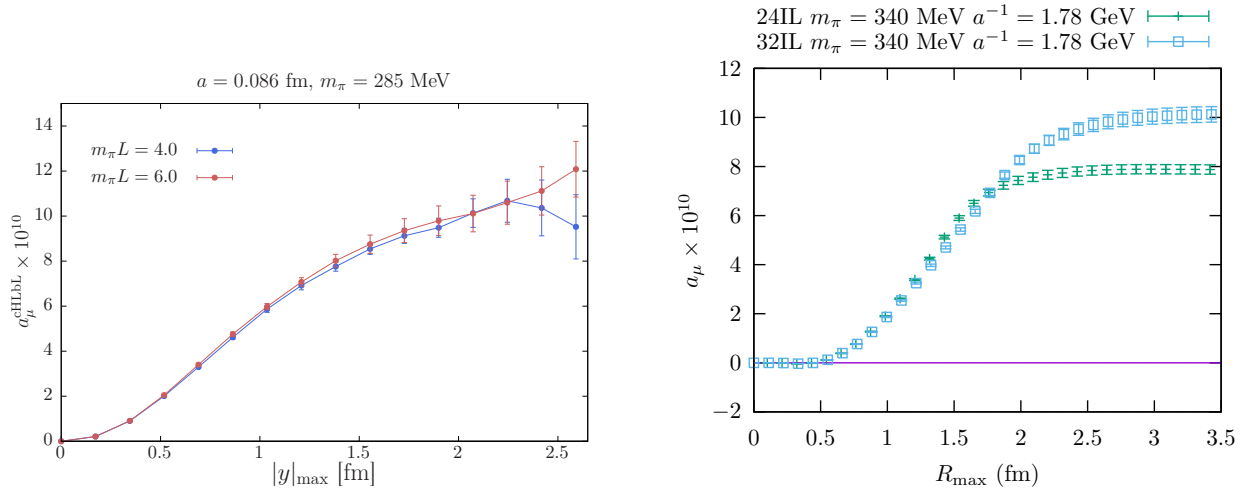 a = 0.086 fm, m_π = 285 MeV
14
12
10
8
6
4
2
0
a_μ^cHLbL × 10^10
m_πL = 4.0
m_πL = 6.0
0 0.5 1 1.5 2 2.5
|y|_max [fm]
24IL m_π = 340 MeV a^−1 = 1.78 GeV
32IL m_π = 340 MeV a^−1 = 1.78 GeV
12
10
8
6
4
2
0
−2
a_μ × 10^10
0 0.5 1 1.5 2 2.5 3 3.5
R_max (fm)